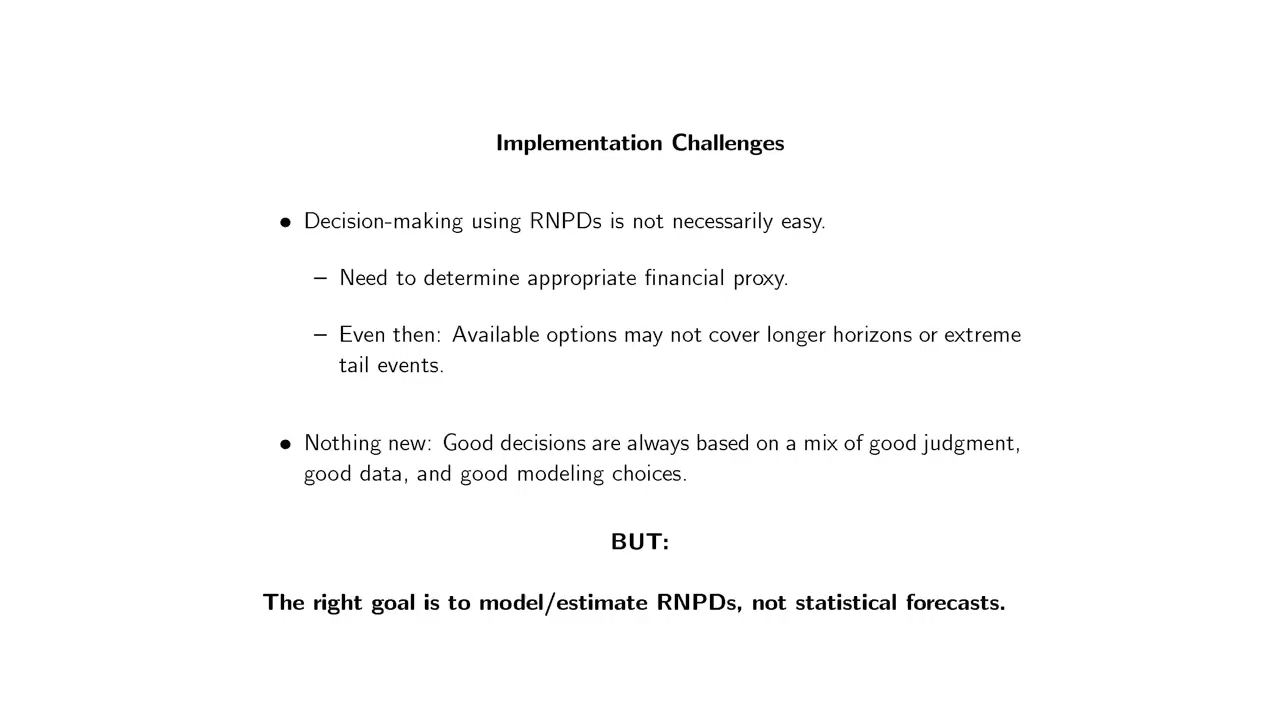 Implementation Challenges
• Decision-making using RNPDs is not necessarily easy.
– Need to determine appropriate financial proxy.
– Even then: Available options may not cover longer horizons or extreme
tail events.
• Nothing new: Good decisions are always based on a mix of good judgment,
good data, and good modeling choices.
BUT:
The right goal is to model/estimate RNPDs, not statistical forecasts.